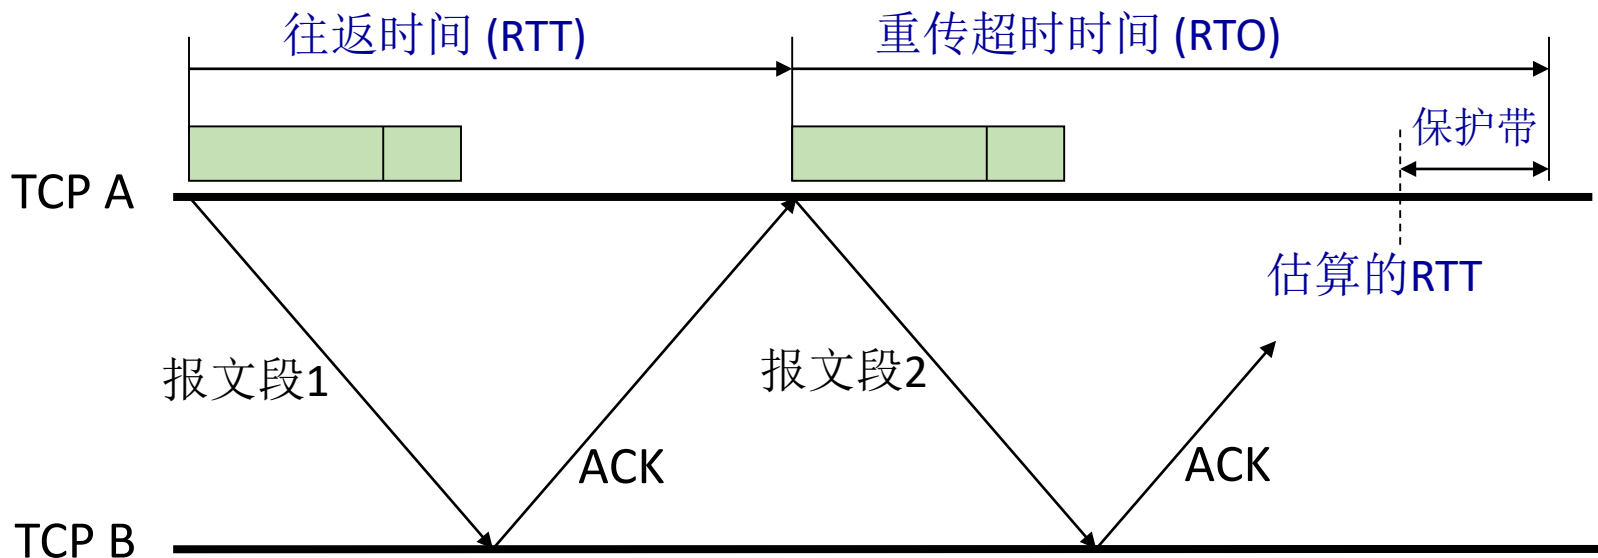 往返时间 (RTT)
重传超时时间 (RTO)
保护带
TCP A
估算的RTT
报文段1
报文段2
ACK
ACK
TCP B